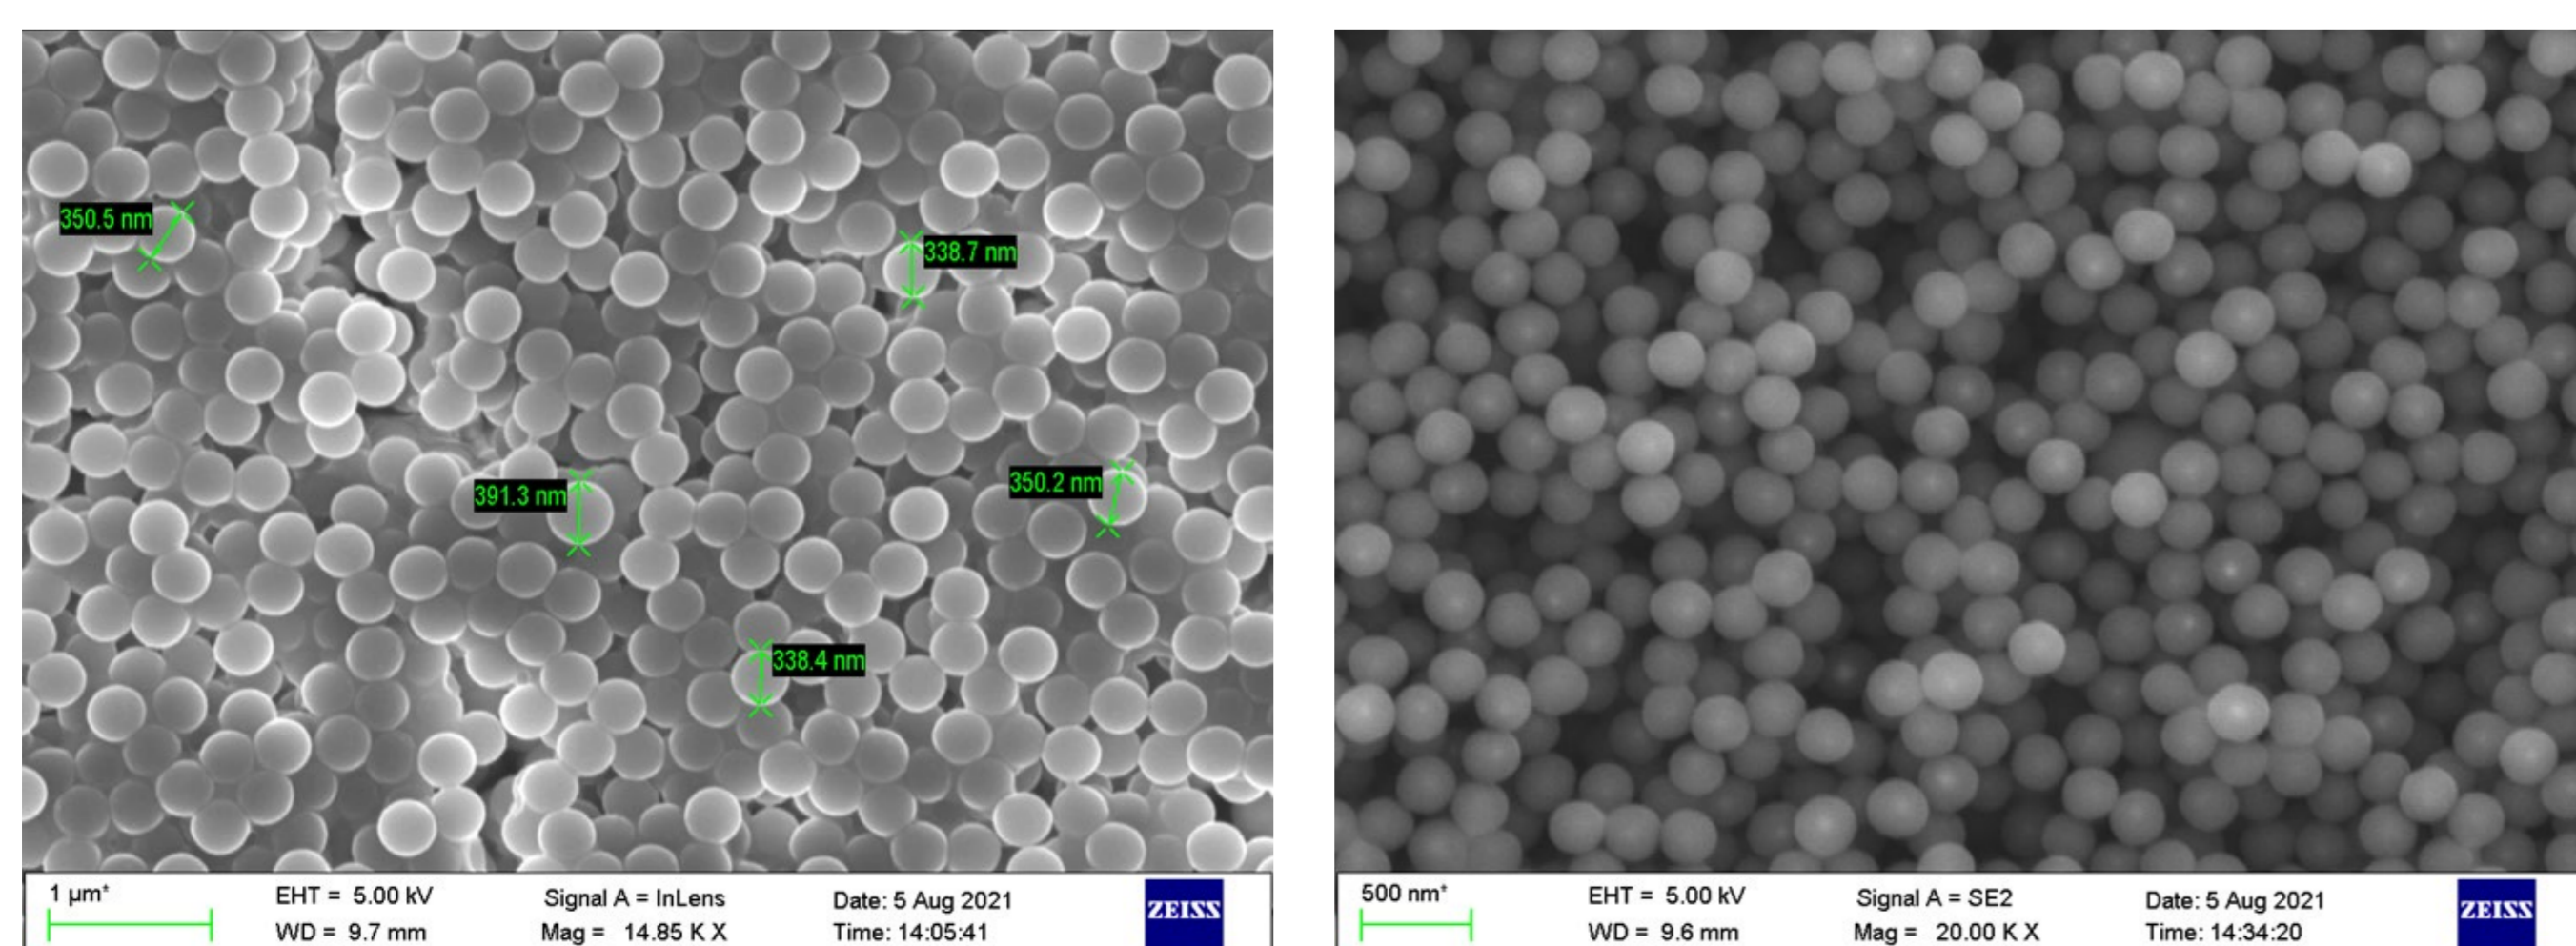 350.5 nm
338.7 nm
391.3 nm
350.2 nm
338.4 nm
1 µm*
EHT = 5.00 kV
Signal A = InLens
Date: 5 Aug 2021
WD = 9.7 mm
Mag = 14.85 K X
Time: 14:05:41
ZEISS
500 nm*
EHT = 5.00 kV
Signal A = SE2
Date: 5 Aug 2021
WD = 9.6 mm
Mag = 20.00 K X
Time: 14:34:20
ZEISS